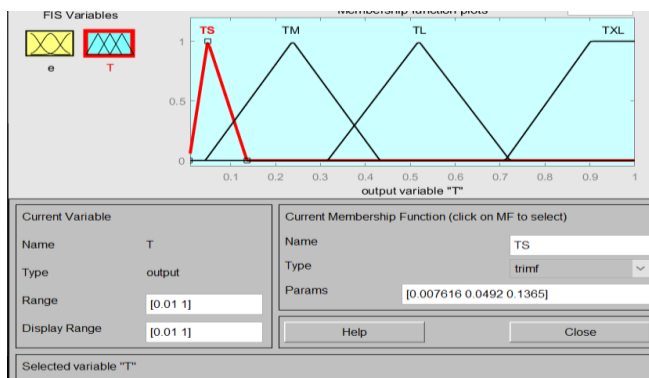 FIS Variables
Membership function plots
e
T
TS
TM
TL
TXL
1
0.5
0
0.1 0.2 0.3 0.4 0.5 0.6 0.7 0.8 0.9 1
output variable "T"
Current Variable
Name T
Type output
Range [0.01 1]
Display Range [0.01 1]
Current Membership Function (click on MF to select)
Name TS
Type trimf
Params [0.007616 0.0492 0.1365]
Help Close
Selected variable "T"